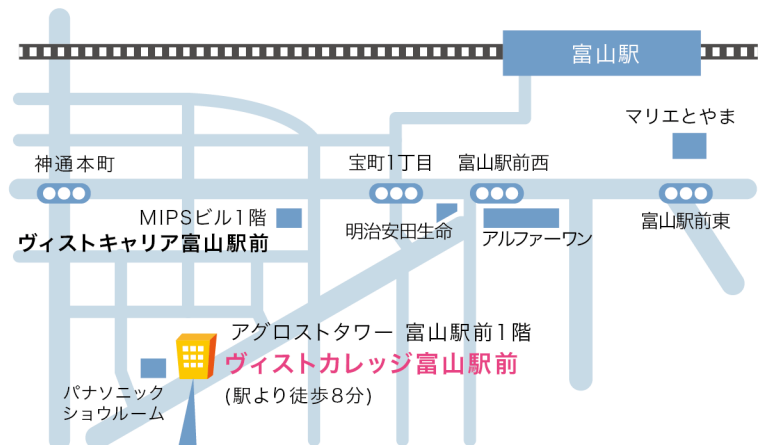 富山駅
マリエとやま
神通本町
宝町1丁目
富山駅前西
富山駅前東
MIPSビル1階
ヴィストキャリア富山駅前
明治安田生命
アルファーワン
アグロストタワー 富山駅前1階
ヴィストカレッジ富山駅前
(駅より徒歩8分)
パナソニック
ショウルーム